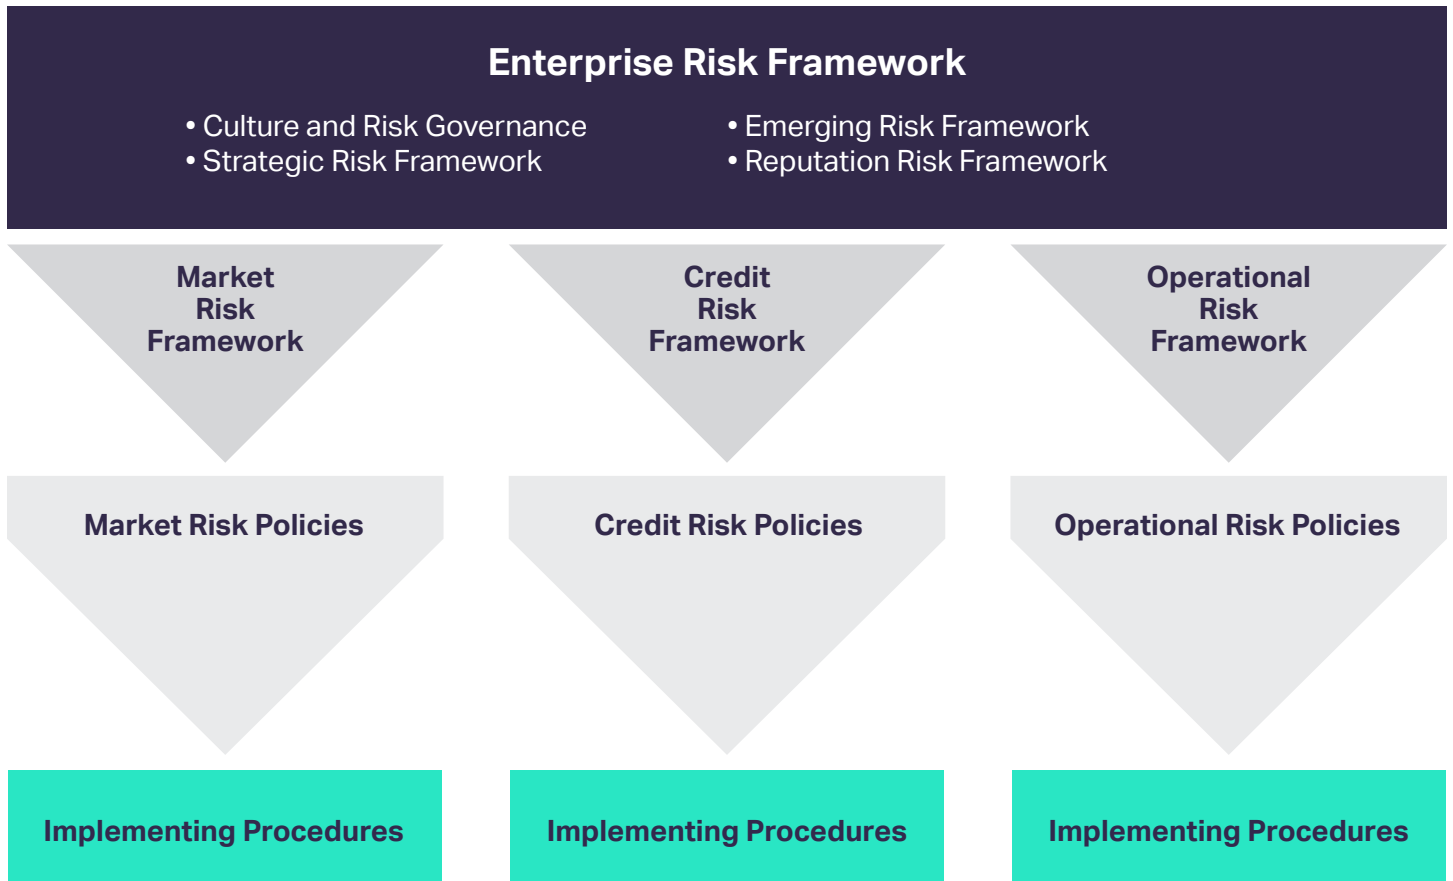 Enterprise Risk Framework
• Culture and Risk Governance
• Strategic Risk Framework
• Emerging Risk Framework
• Reputation Risk Framework
Market
Risk
Framework
Credit
Risk
Framework
Operational
Risk
Framework
Market Risk Policies
Credit Risk Policies
Operational Risk Policies
Implementing Procedures
Implementing Procedures
Implementing Procedures